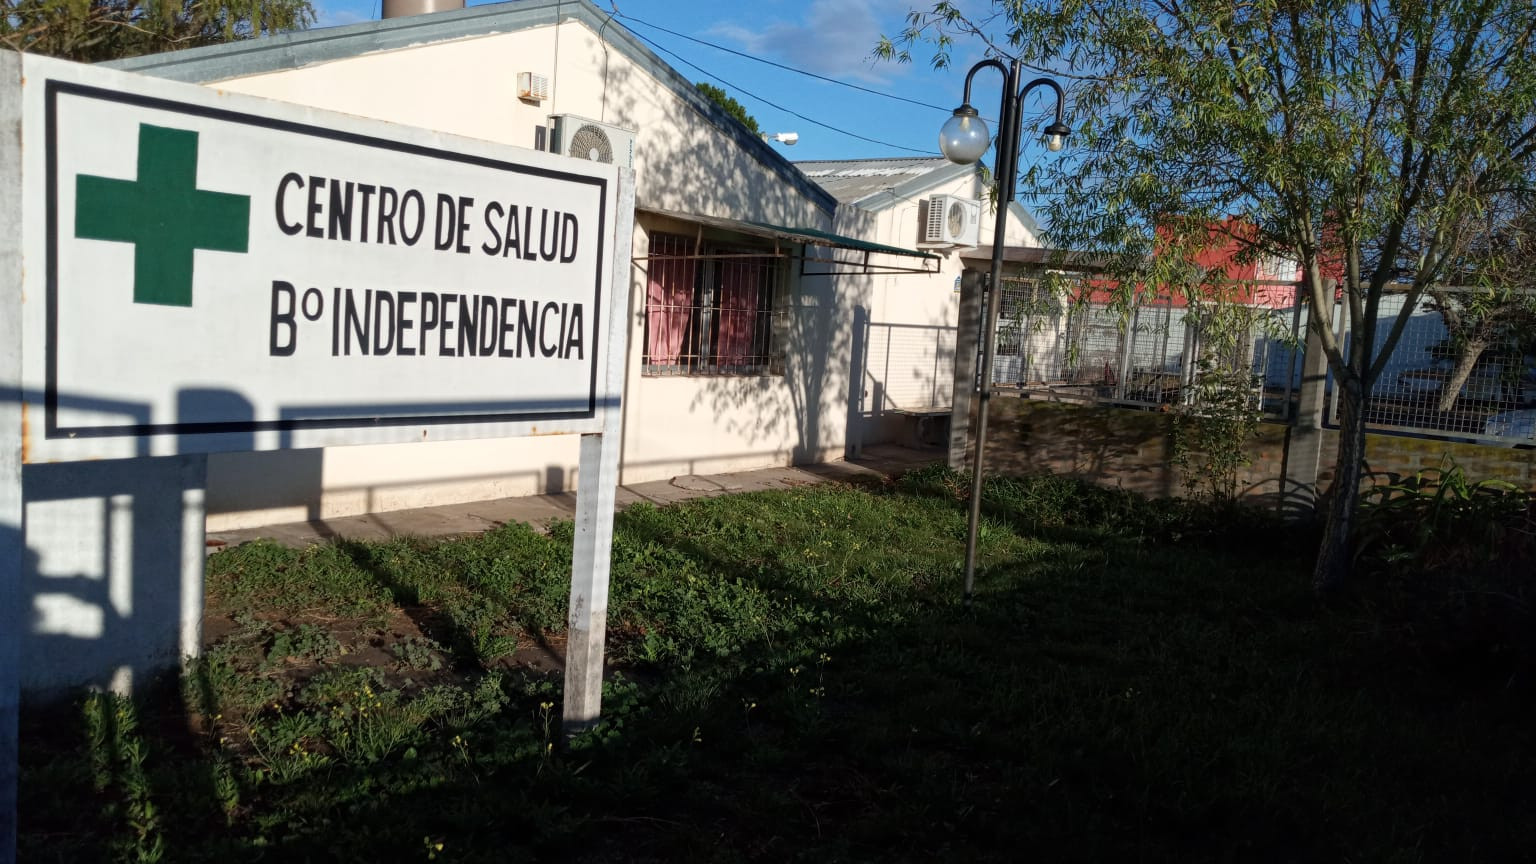 CENTRO DE SALUD
Bº INDEPENDENCIA